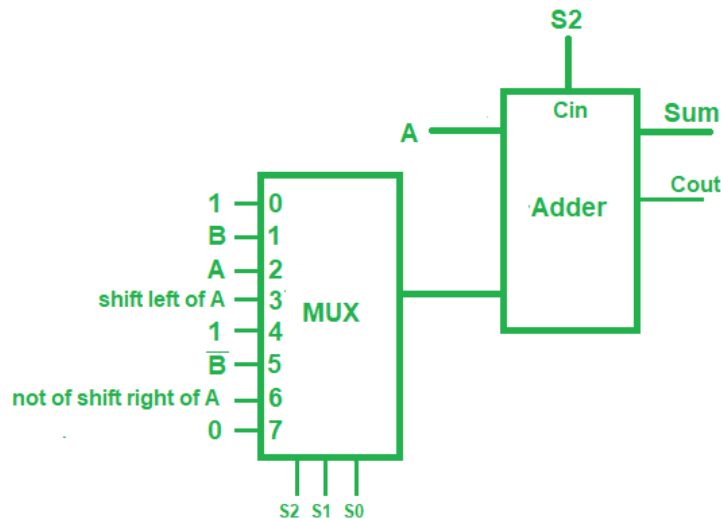 S2
Cin
A
Sum
Cout
Adder
1 0
B 1
A 2
shift left of A 3
MUX
1 4
B̅ 5
not of shift right of A 6
0 7
S2 S1 S0